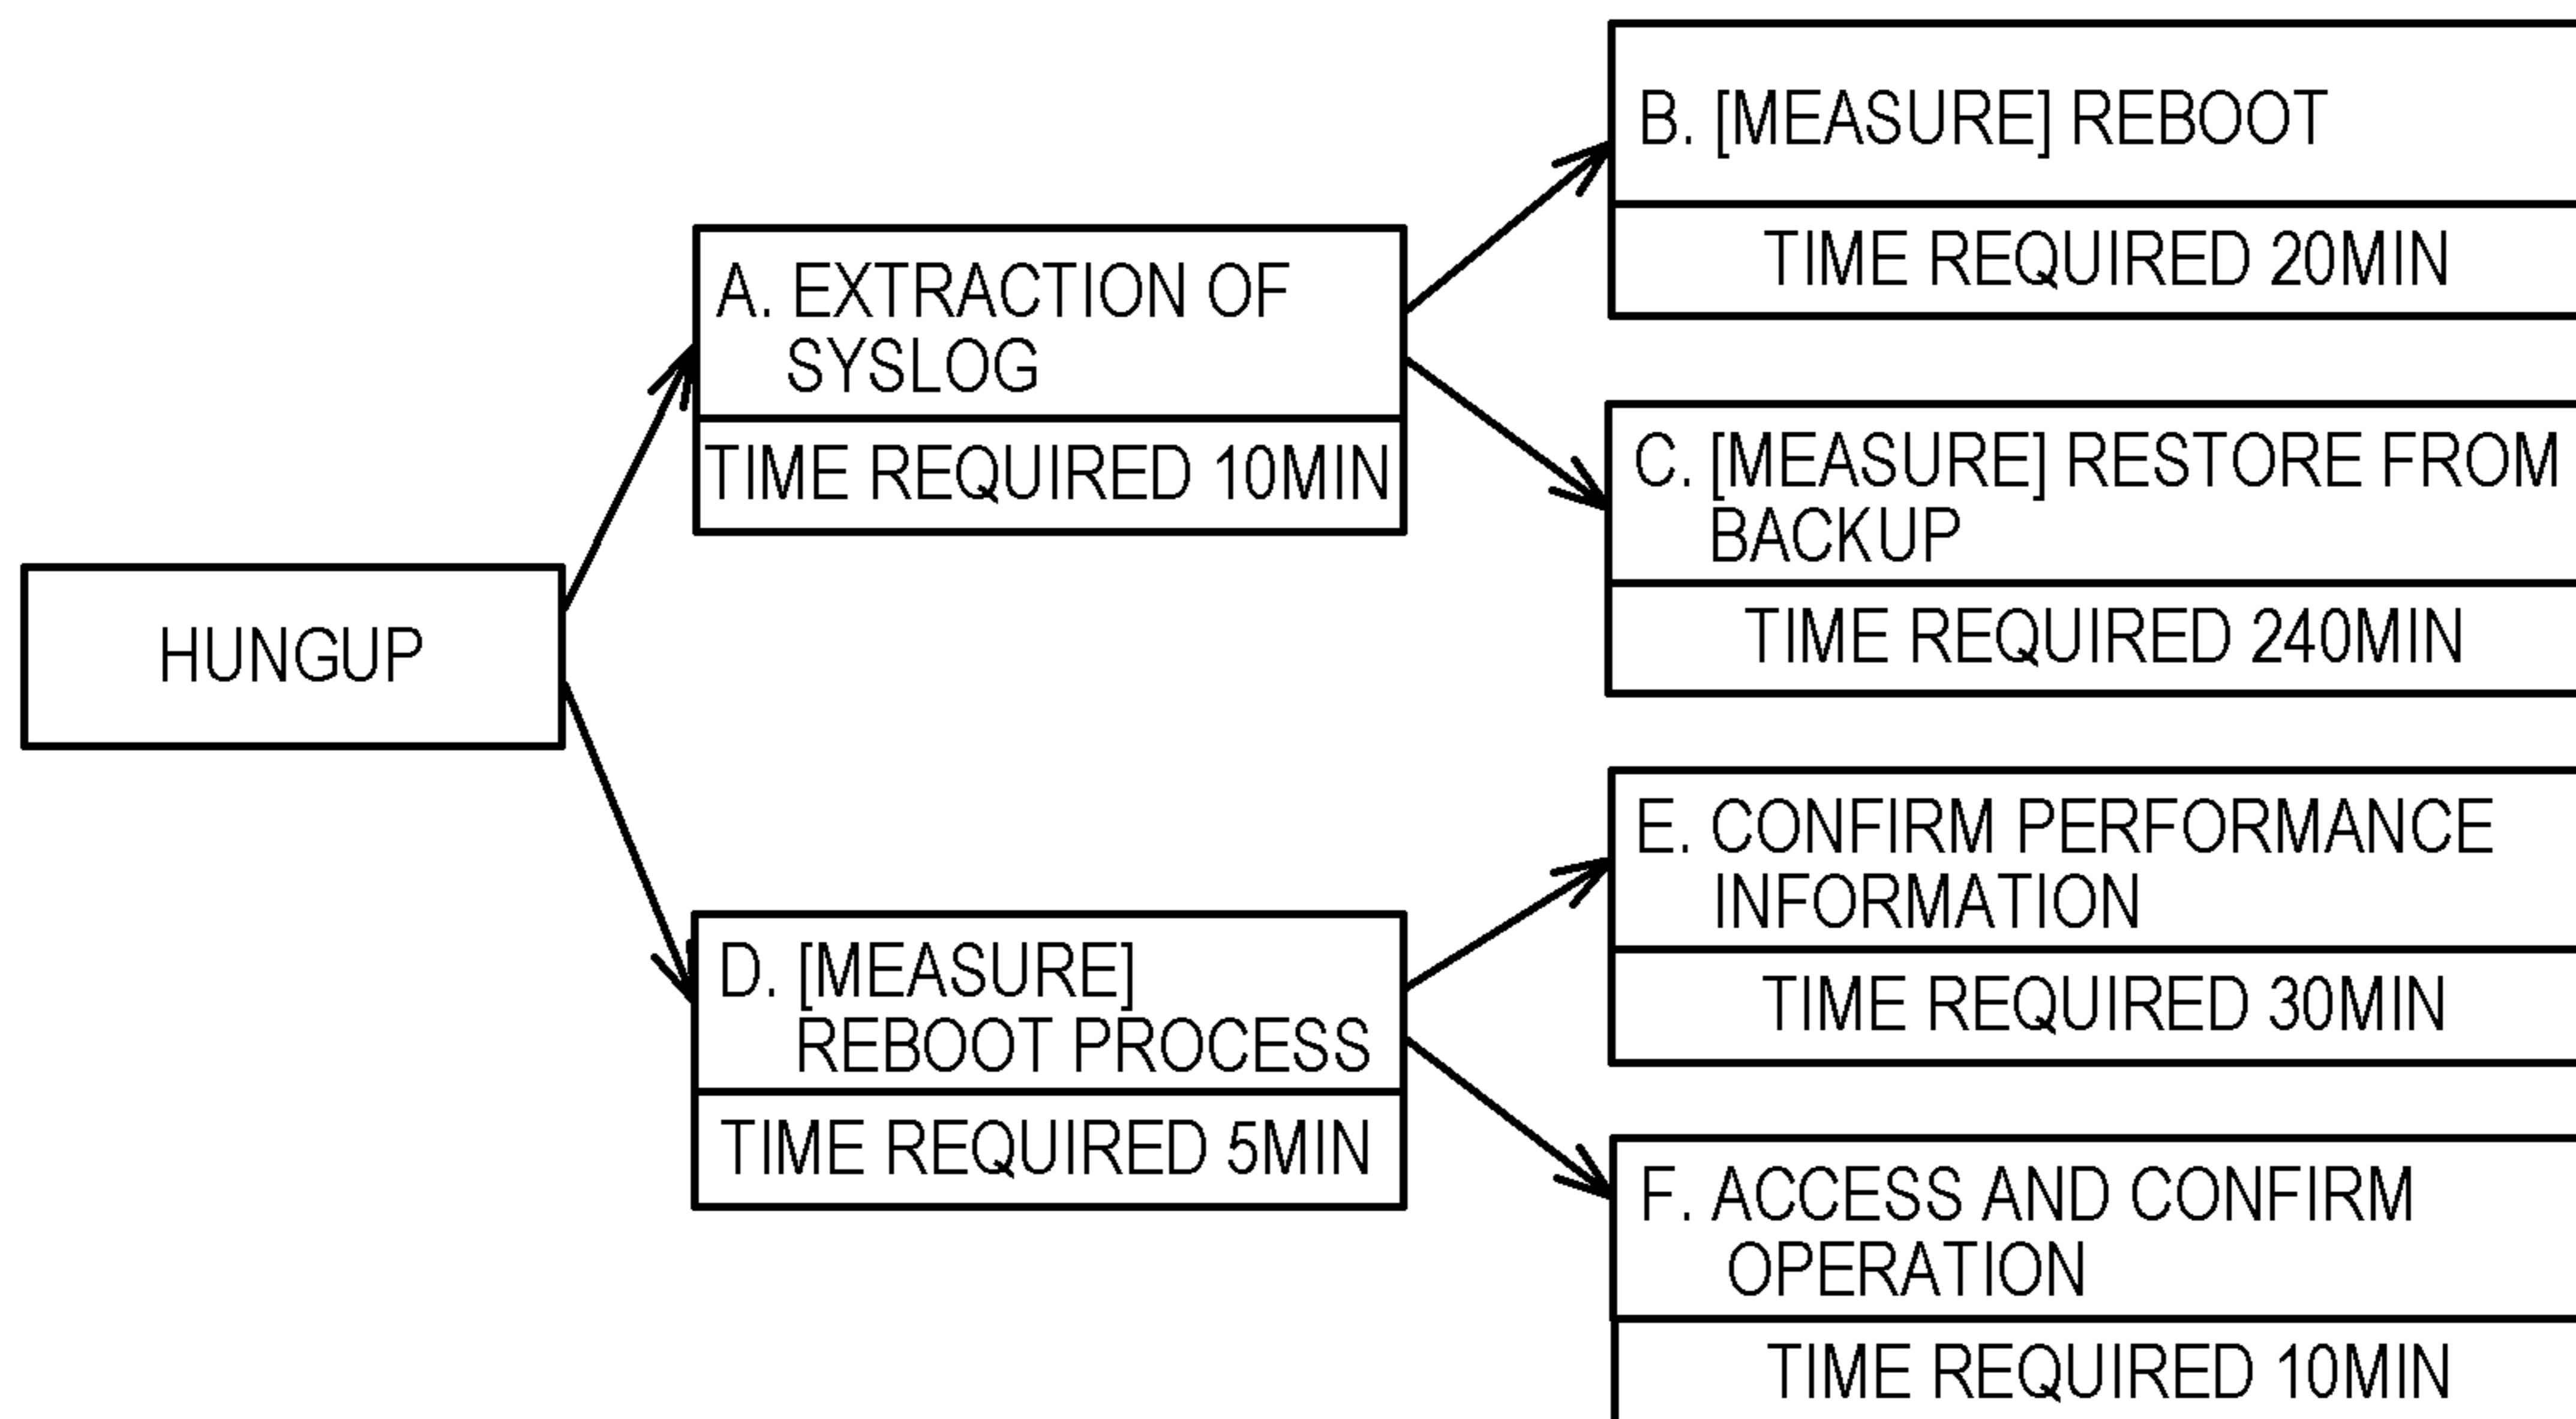 HUNGUP
A. EXTRACTION OF
SYSLOG
TIME REQUIRED 10MIN
B. [MEASURE] REBOOT
TIME REQUIRED 20MIN
C. [MEASURE] RESTORE FROM
BACKUP
TIME REQUIRED 240MIN
D. [MEASURE]
REBOOT PROCESS
TIME REQUIRED 5MIN
E. CONFIRM PERFORMANCE
INFORMATION
TIME REQUIRED 30MIN
F. ACCESS AND CONFIRM
OPERATION
TIME REQUIRED 10MIN